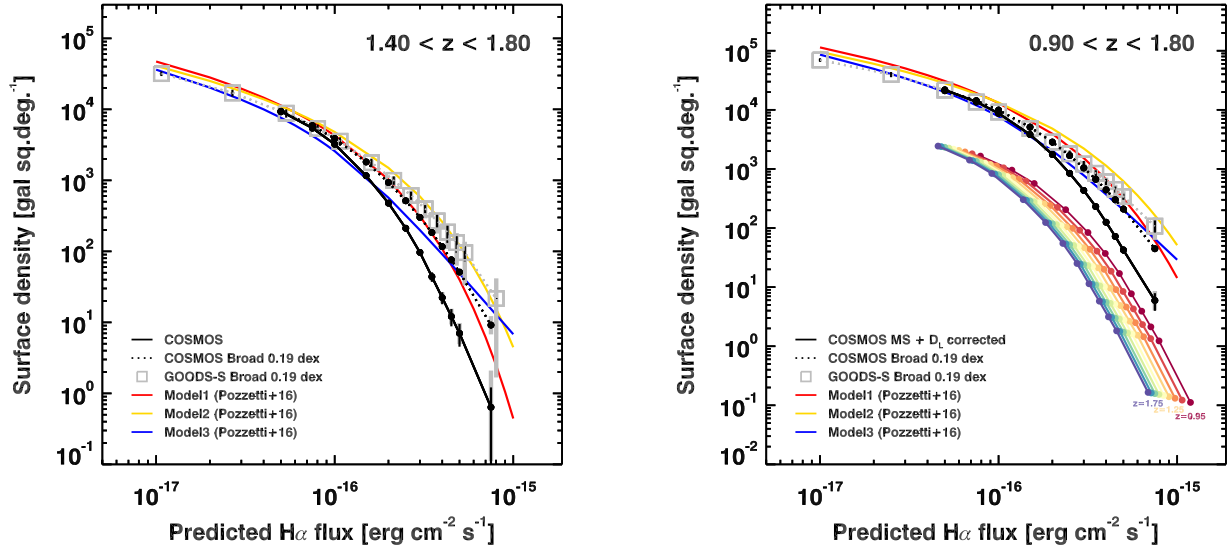 1.40 < z < 1.80
10⁵
10⁴
10³
10²
10¹
10⁰
10⁻¹
Surface density [gal sq.deg.⁻¹]
COSMOS
COSMOS Broad 0.19 dex
GOODS-S Broad 0.19 dex
Model1 (Pozzetti+16)
Model2 (Pozzetti+16)
Model3 (Pozzetti+16)
10⁻¹⁷
10⁻¹⁶
10⁻¹⁵
Predicted Hα flux [erg cm⁻² s⁻¹]
0.90 < z < 1.80
10⁵
10⁴
10³
10²
10¹
10⁰
10⁻¹
10⁻²
Surface density [gal sq.deg.⁻¹]
COSMOS MS + D_L corrected
COSMOS Broad 0.19 dex
GOODS-S Broad 0.19 dex
Model1 (Pozzetti+16)
Model2 (Pozzetti+16)
Model3 (Pozzetti+16)
z=1.75
z=0.95
10⁻¹⁷
10⁻¹⁶
10⁻¹⁵
Predicted Hα flux [erg cm⁻² s⁻¹]